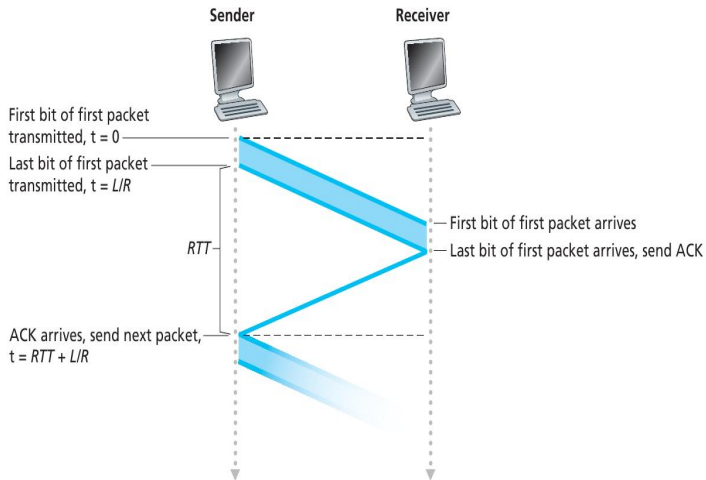 Sender
Receiver
First bit of first packet
transmitted, t = 0
Last bit of first packet
transmitted, t = L/R
First bit of first packet arrives
RTT
Last bit of first packet arrives, send ACK
ACK arrives, send next packet,
t = RTT + L/R